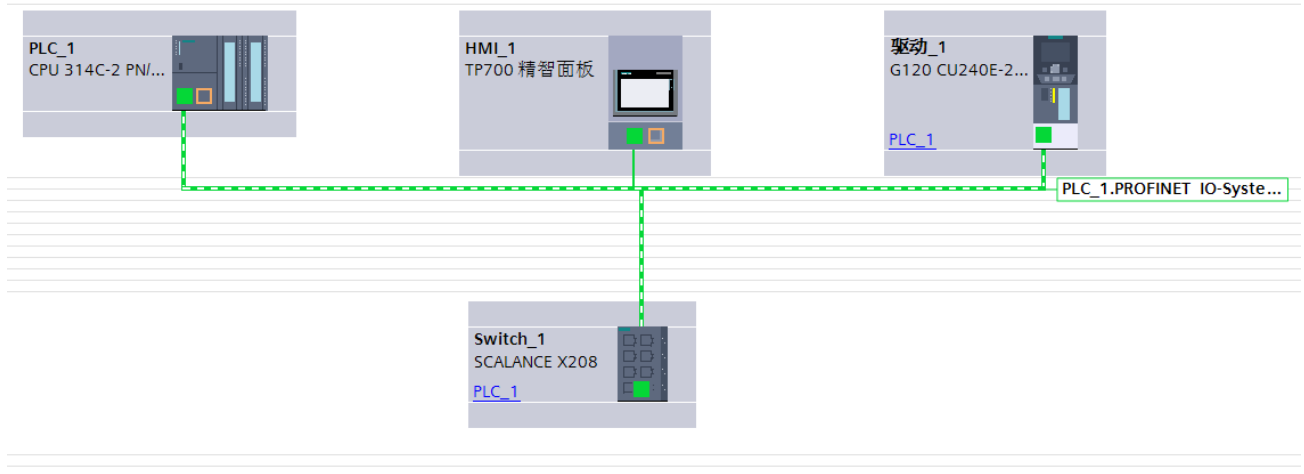 PLC_1
CPU 314C-2 PN/...
HMI_1
TP700 精智面板
驱动_1
G120 CU240E-2...
PLC_1
PLC_1.PROFINET IO-Syste...
Switch_1
SCALANCE X208
PLC_1